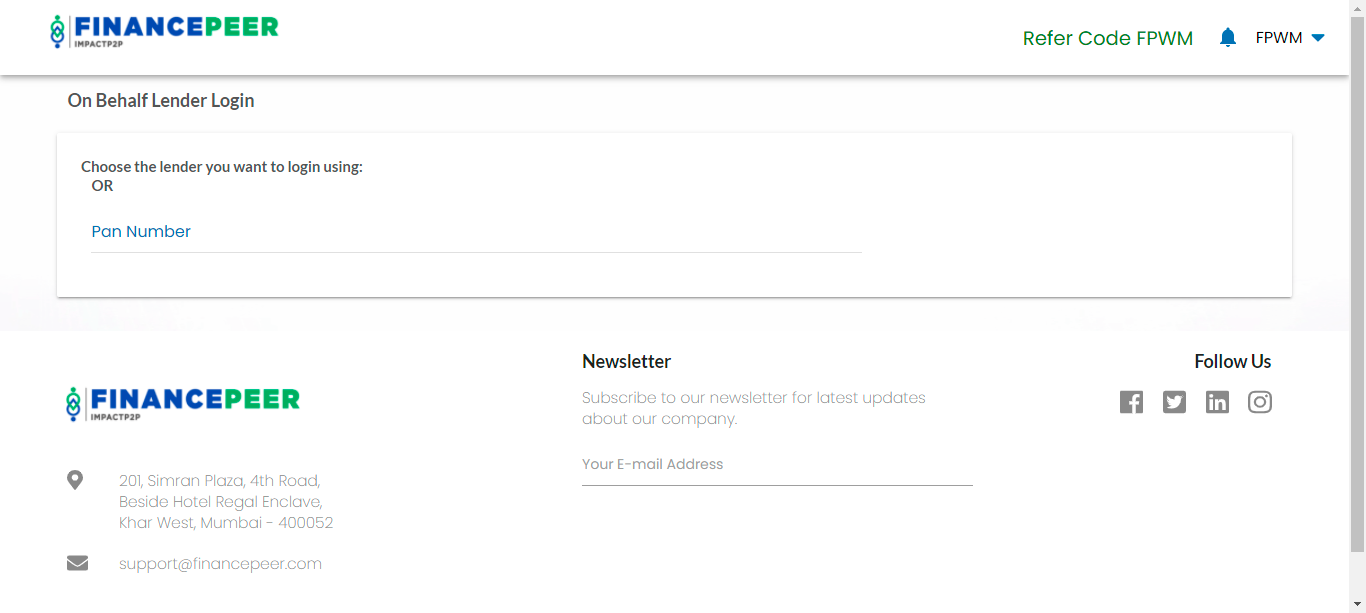 FINANCEPEER
IMPACTP2P
Refer Code FPWM
FPWM
On Behalf Lender Login
Choose the lender you want to login using:
OR
Pan Number
FINANCEPEER
IMPACTP2P
201, Simran Plaza, 4th Road,
Beside Hotel Regal Enclave,
Khar West, Mumbai - 400052
support@financepeer.com
Newsletter
Subscribe to our newsletter for latest updates
about our company.
Your E-mail Address
Follow Us